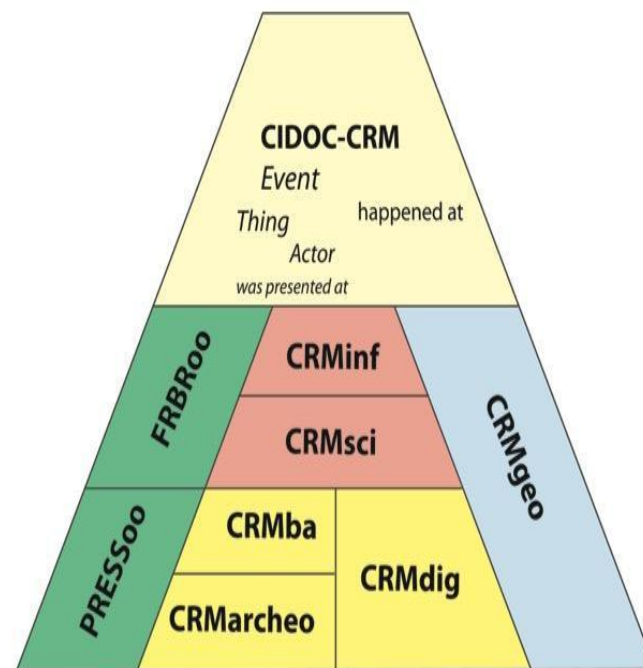 CIDOC-CRM
Event
Thing
happened at
Actor
was presented at
FRBRoo
CRMinf
CRMgeo
CRMsci
PRESSoo
CRMba
CRMdig
CRMarcheo